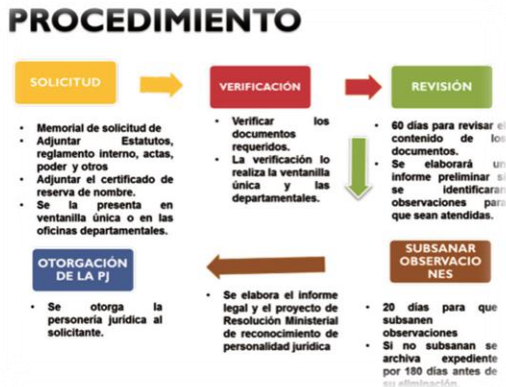 PROCEDIMIENTO
SOLICITUD
• Memorial de solicitud de
• Adjuntar Estatutos,
reglamento interno, actas,
poder y otros
• Adjuntar el certificado de
reserva de nombre.
• Se la presenta en
ventanilla única o en las
oficinas departamentales.
VERIFICACIÓN
• Verificar los
documentos
requeridos.
• La verificación lo
realiza la ventanilla
única y las
departamentales.
REVISIÓN
• 60 días para revisar el
contenido de los
documentos.
• Se elaborará un
informe preliminar si
se identificaran
observaciones para
que sean atendidas.
SUBSANAR
OBSERVACIO
NES
• 20 días para que
subsanen
observaciones
• Si no subsanan se
archiva expediente
por 180 días antes de
su eliminación.
• Se elabora el informe
legal y el proyecto de
Resolución Ministerial
de reconocimiento de
personalidad jurídica
OTORGACIÓN
DE LA PJ
• Se otorga la
personería jurídica al
solicitante.